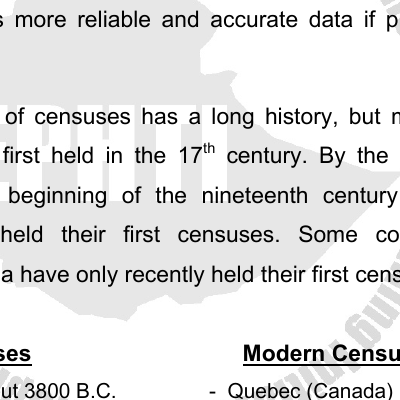 s more reliable and accurate data if p
of censuses has a long history, but m
first held in the 17th century. By the
beginning of the nineteenth century
held their first censuses. Some co
a have only recently held their first cens
ses Modern Censu
ut 3800 B.C. - Quebec (Canada)
EPHTI